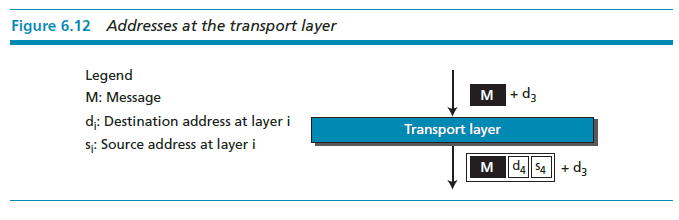 Figure 6.12 Addresses at the transport layer
Legend
M: Message
dᵢ: Destination address at layer i
sᵢ: Source address at layer i
M + d₃
Transport layer
M d₄ s₄ + d₃